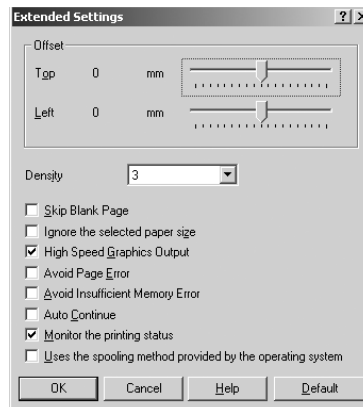 Extended Settings
Offset
Top 0 mm
Left 0 mm
Density 3
Skip Blank Page
Ignore the selected paper size
High Speed Graphics Output
Avoid Page Error
Avoid Insufficient Memory Error
Auto Continue
Monitor the printing status
Uses the spooling method provided by the operating system
OK Cancel Help Default